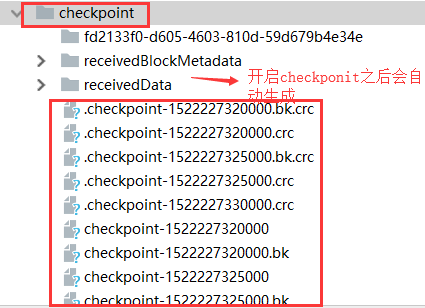 checkpoint
fd2133f0-d605-4603-810d-59d679b4e34e
receivedBlockMetadata
receivedData
开启checkponit之后会自
动生成
.checkpoint-1522227320000.bk.crc
.checkpoint-1522227320000.crc
.checkpoint-1522227325000.bk.crc
.checkpoint-1522227325000.crc
.checkpoint-1522227330000.crc
checkpoint-1522227320000
checkpoint-1522227320000.bk
checkpoint-1522227325000
checkpoint-1522227325000.bk